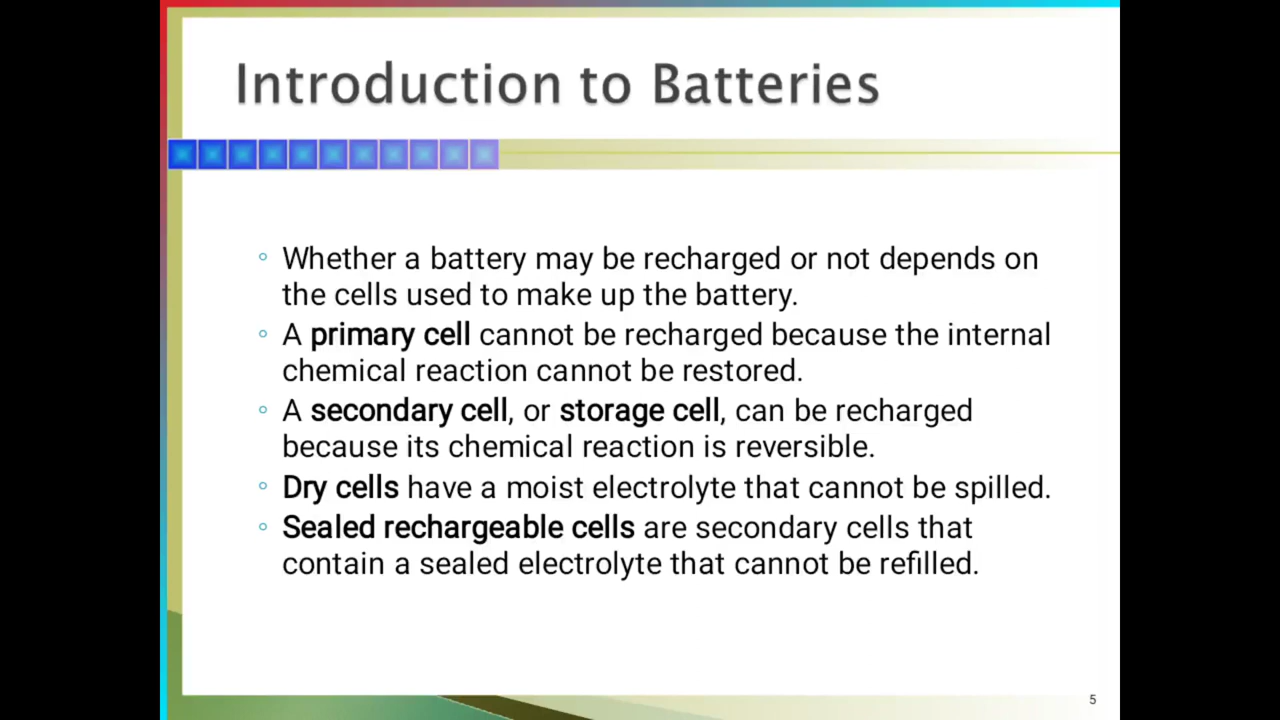 Introduction to Batteries
Whether a battery may be recharged or not depends on
the cells used to make up the battery.
A primary cell cannot be recharged because the internal
chemical reaction cannot be restored.
A secondary cell, or storage cell, can be recharged
because its chemical reaction is reversible.
Dry cells have a moist electrolyte that cannot be spilled.
Sealed rechargeable cells are secondary cells that
contain a sealed electrolyte that cannot be refilled.
5